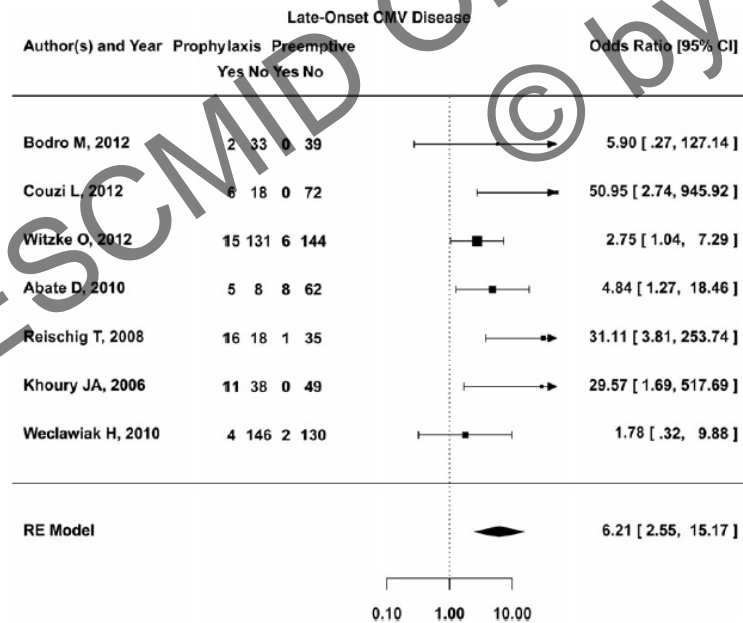 Late-Onset CMV Disease
Author(s) and Year Prophylaxis Preemptive Odds Ratio [95% CI]
Yes No Yes No
Bodro M, 2012 2 33 0 39 5.90 [ .27, 127.14 ]
Couzi L, 2012 6 18 0 72 50.95 [ 2.74, 945.92 ]
Witzke O, 2012 15 131 6 144 2.75 [ 1.04, 7.29 ]
Abate D, 2010 5 8 8 62 4.84 [ 1.27, 18.46 ]
Reischig T, 2008 16 18 1 35 31.11 [ 3.81, 253.74 ]
Khoury JA, 2006 11 38 0 49 29.57 [ 1.69, 517.69 ]
Weclawiak H, 2010 4 146 2 130 1.78 [ .32, 9.88 ]
RE Model 6.21 [ 2.55, 15.17 ]
0.10 1.00 10.00
ESCMID
© by